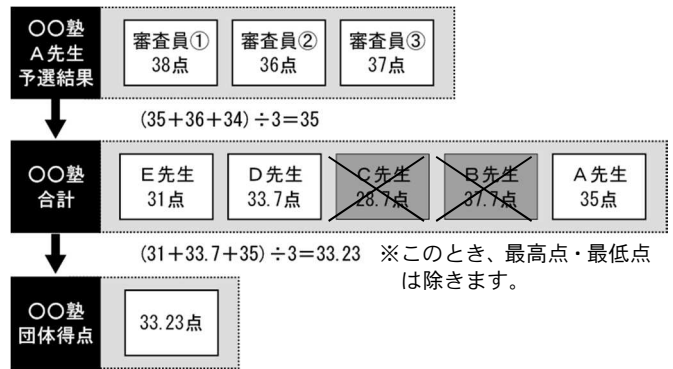 〇〇塾
A先生
予選結果
審査員①
38点
審査員②
36点
審査員③
37点
(35＋36＋34)÷3＝35
〇〇塾
合計
E先生
31点
D先生
33.7点
C先生
28.7点
B先生
37.7点
A先生
35点
(31＋33.7＋35)÷3＝33.23
※このとき、最高点・最低点
は除きます。
〇〇塾
団体得点
33.23点